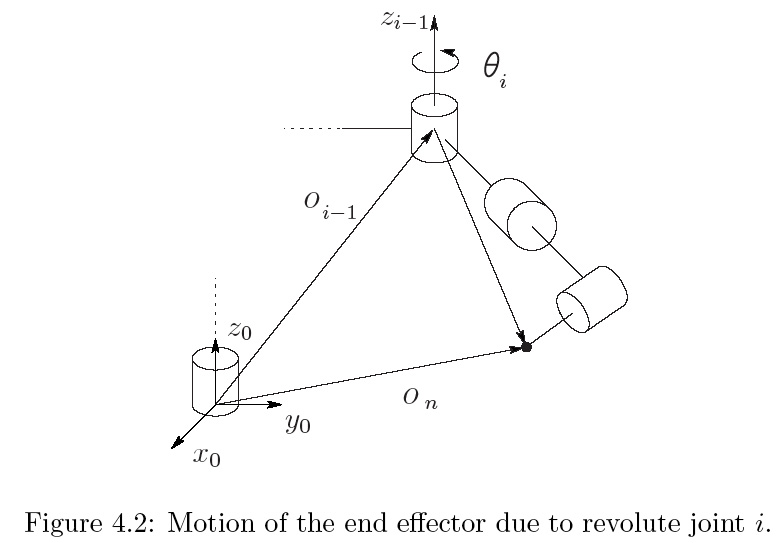 z_{i−1}
θ_i
O_{i−1}
z_0
O_n
y_0
x_0
Figure 4.2: Motion of the end effector due to revolute joint i.